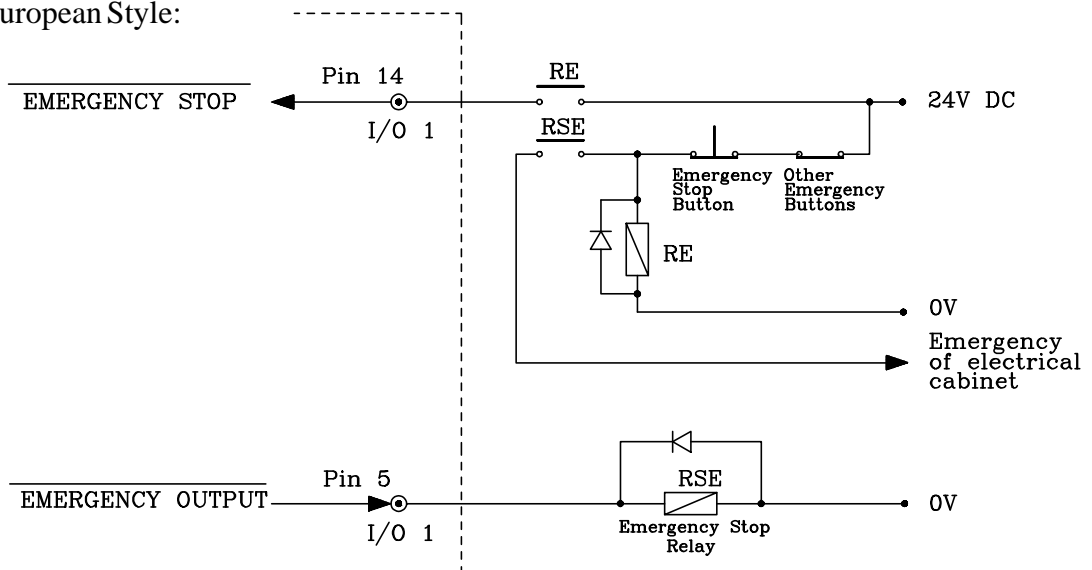 uropean Style:
Pin 14
RE
EMERGENCY STOP
24V DC
I/O 1
RSE
Emergency
Stop
Button
Other
Emergency
Buttons
RE
0V
Emergency
of electrical
cabinet
Pin 5
RSE
EMERGENCY OUTPUT
0V
I/O 1
Emergency Stop
Relay